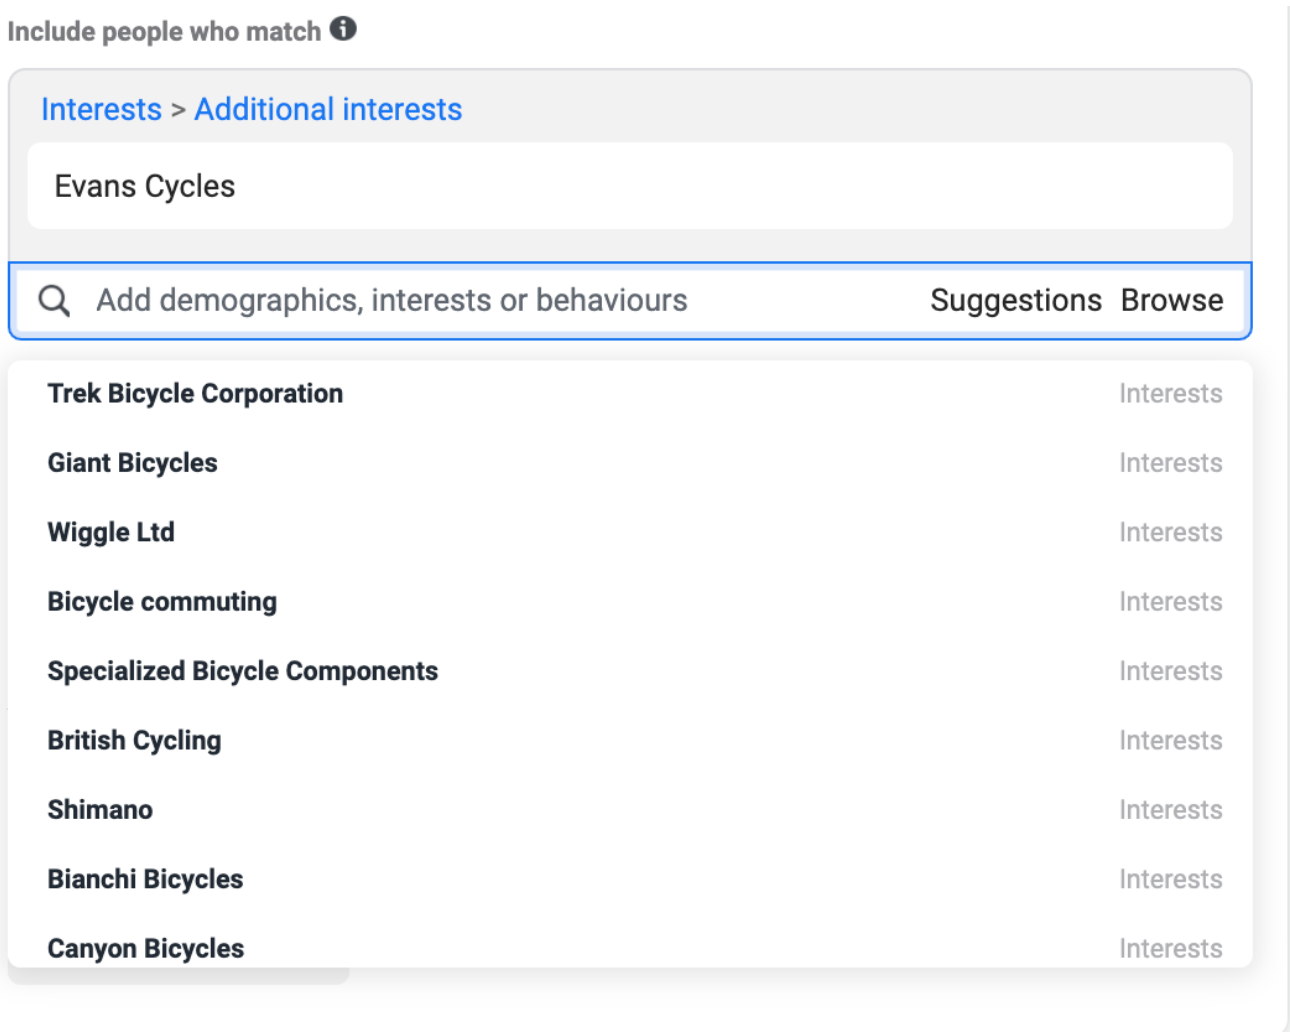 Include people who match
Interests > Additional interests
Evans Cycles
Add demographics, interests or behaviours Suggestions Browse
Trek Bicycle Corporation Interests
Giant Bicycles Interests
Wiggle Ltd Interests
Bicycle commuting Interests
Specialized Bicycle Components Interests
British Cycling Interests
Shimano Interests
Bianchi Bicycles Interests
Canyon Bicycles Interests